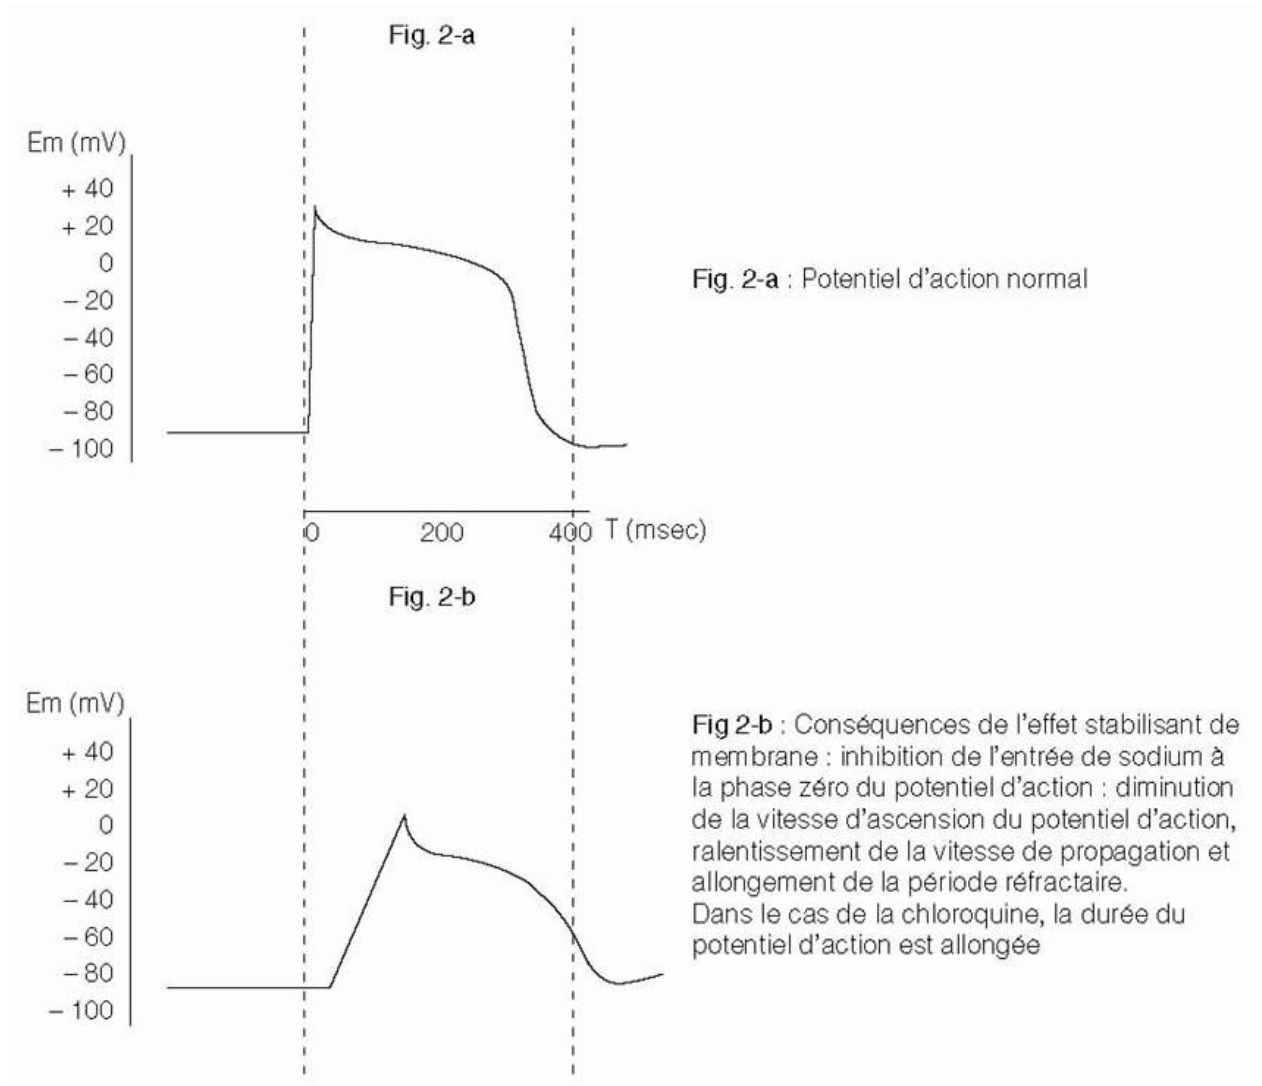 Fig. 2-a
Em (mV)
+ 40
+ 20
0
– 20
– 40
– 60
– 80
– 100
Fig. 2-a : Potentiel d'action normal
0 200 400 T (msec)
Fig. 2-b
Em (mV)
+ 40
+ 20
0
– 20
– 40
– 60
– 80
– 100
Fig 2-b : Conséquences de l'effet stabilisant de
membrane : inhibition de l'entrée de sodium à
la phase zéro du potentiel d'action : diminution
de la vitesse d'ascension du potentiel d'action,
ralentissement de la vitesse de propagation et
allongement de la période réfractaire.
Dans le cas de la chloroquine, la durée du
potentiel d'action est allongée